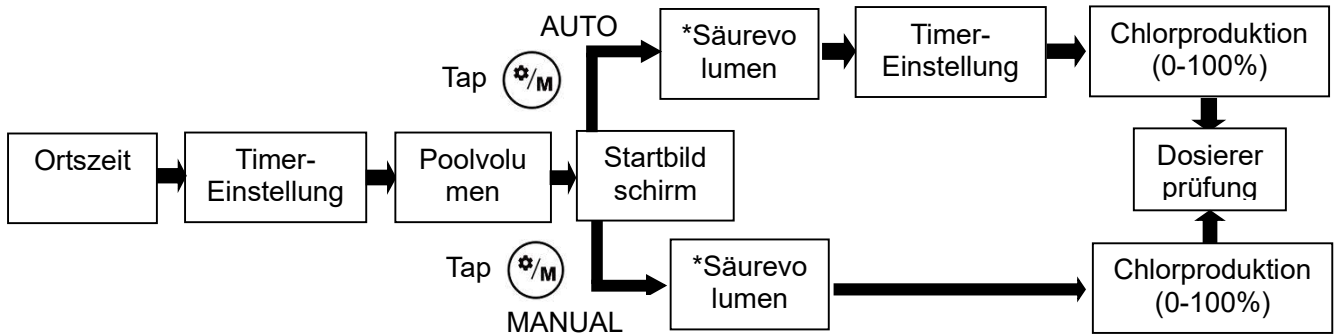 AUTO
Tap ⚙/M
*Säurevo
lumen
Timer-
Einstellung
Chlorproduktion
(0-100%)
Ortszeit
Timer-
Einstellung
Poolvolu
men
Startbild
schirm
Dosierer
prüfung
Tap ⚙/M
MANUAL
*Säurevo
lumen
Chlorproduktion
(0-100%)